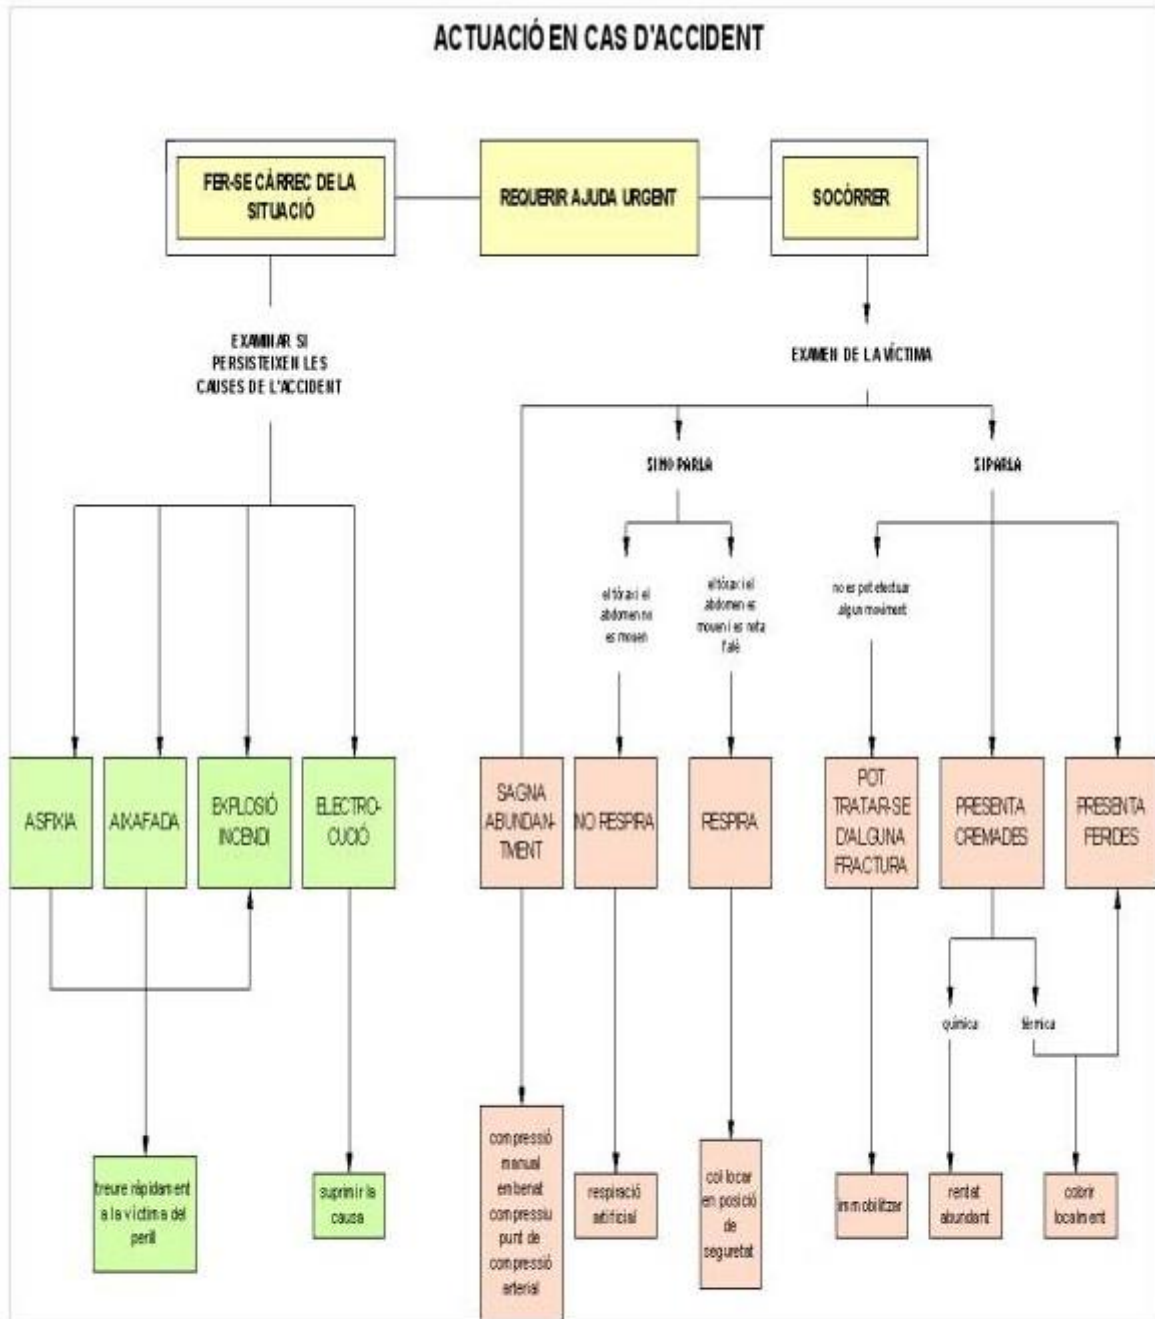 ACTUACIÓ EN CAS D'ACCIDENT
FER-SE CÀRREC DE LA
SITUACIÓ
REQUERIR AJUDA URGENT
SOCÓRRER
EXAMINAR SI
PERSISTEIXEN LES
CAUSES DE L'ACCIDENT
EXAMEN DE LA VÍCTIMA
SI NO PARLA
SI PARLA
el tòrax i el
abdomen no
es mouen
el tòrax i el
abdomen es
mouen i es nota
l'alè
no es pot efectuar
algun moviment
ASFIXIA
AIXAFADA
EXPLOSIÓ
INCENDI
ELECTRO-
CUCIÓ
SAGNA
ABUNDAN-
TMENT
NO RESPIRA
RESPIRA
POT
TRATAR-SE
D'ALGUNA
FRACTURA
PRESENTA
CREMADES
PRESENTA
FERIDES
química
tèrmica
treure ràpidament
a la víctima del
perill
suprimir la
causa
compressió
manual
embenat
compressiu
punt de
compressió
arterial
respiració
artificial
col·locar
en posició
de
seguretat
immobilitzar
rentat
abundant
cobrir
localment